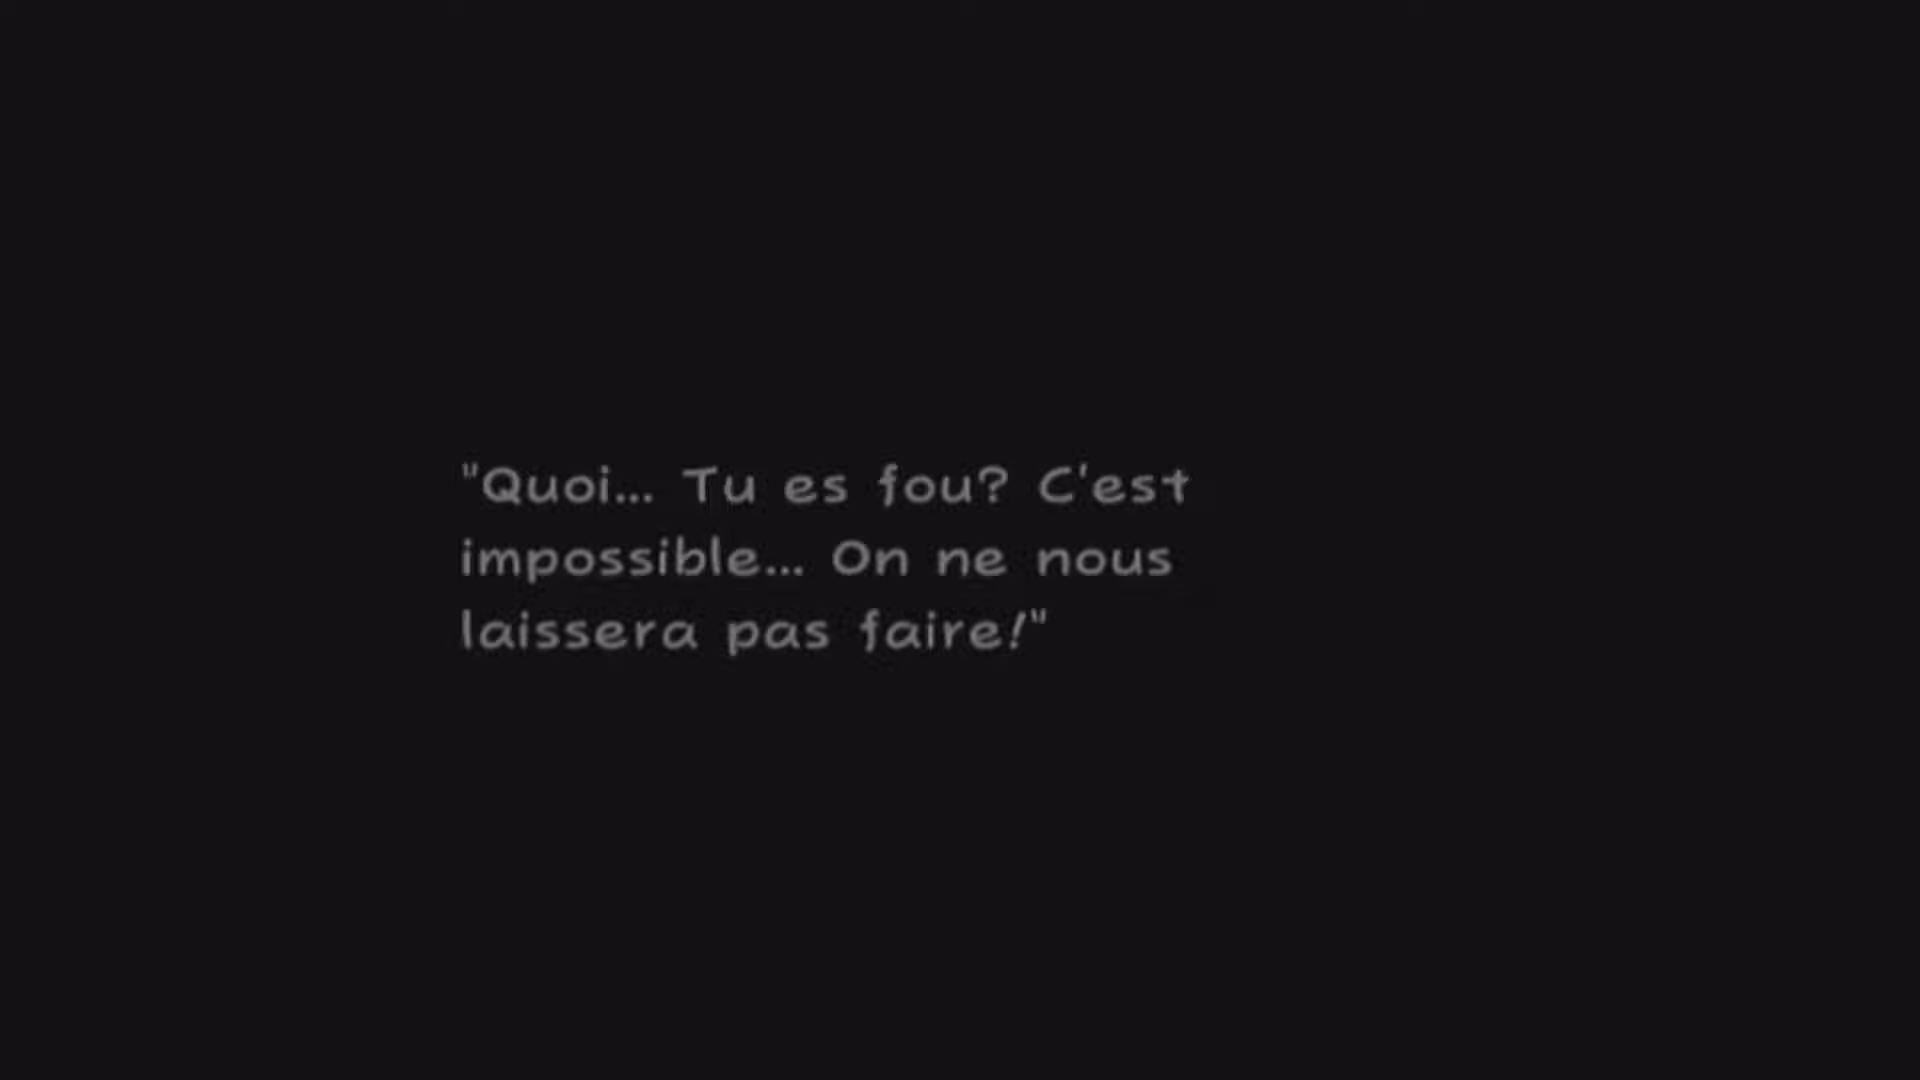 "Quoi... Tu es fou? C'est
impossible... On ne nous
laissera pas faire!"